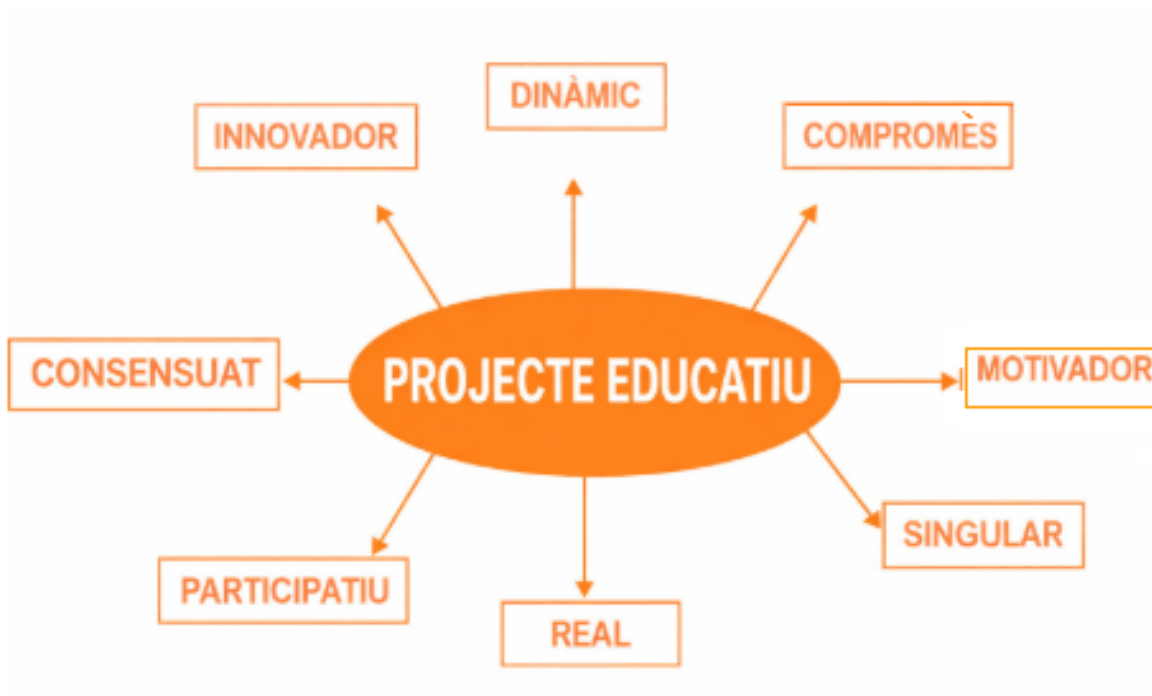 DINÀMIC
INNOVADOR
COMPROMÈS
CONSENSUAT
PROJECTE EDUCATIU
MOTIVADOR
SINGULAR
PARTICIPATIU
REAL